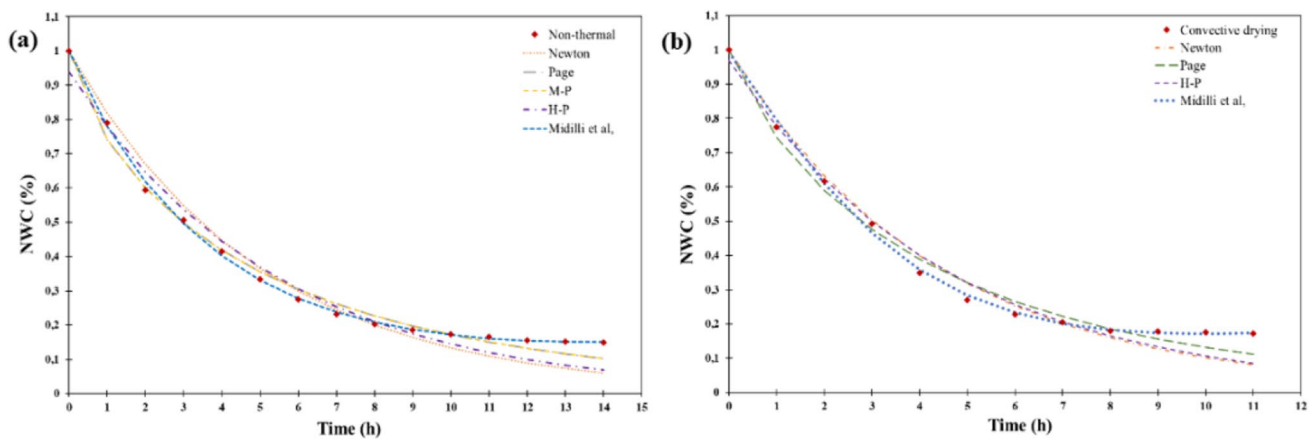 (a)
1,1
1
0,9
0,8
0,7
0,6
0,5
0,4
0,3
0,2
0,1
0
NWC (%)
Non-thermal
Newton
Page
M-P
H-P
Midilli et al,
0 1 2 3 4 5 6 7 8 9 10 11 12 13 14 15
Time (h)
(b)
1,1
1
0,9
0,8
0,7
0,6
0,5
0,4
0,3
0,2
0,1
0
NWC (%)
Convective drying
Newton
Page
H-P
Midilli et al,
0 1 2 3 4 5 6 7 8 9 10 11 12
Time (h)